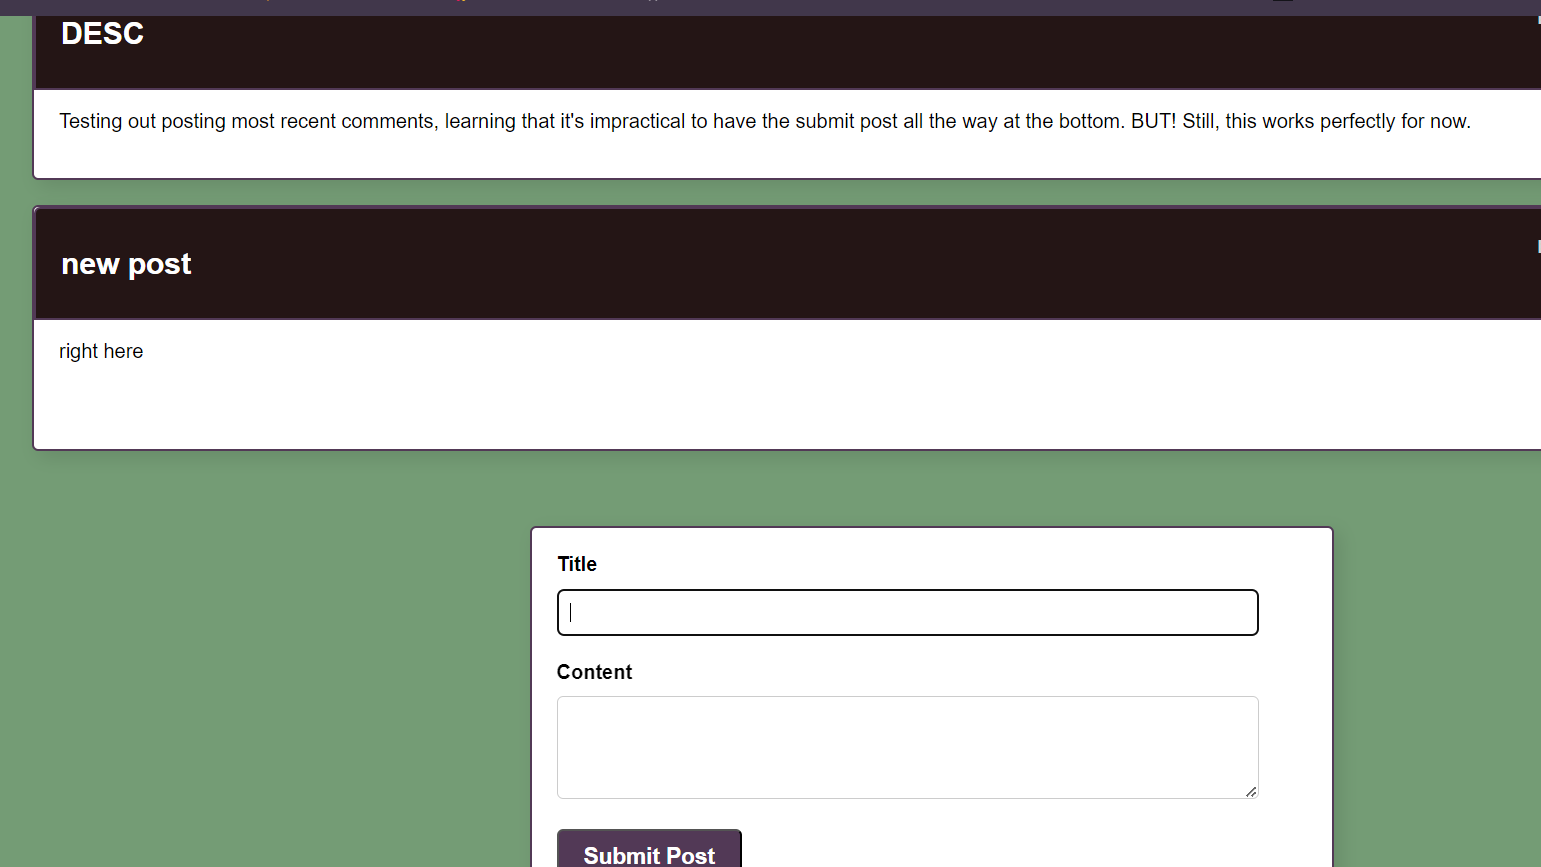 DESC
Testing out posting most recent comments, learning that it's impractical to have the submit post all the way at the bottom. BUT! Still, this works perfectly for now.
new post
right here
Title
Content
Submit Post